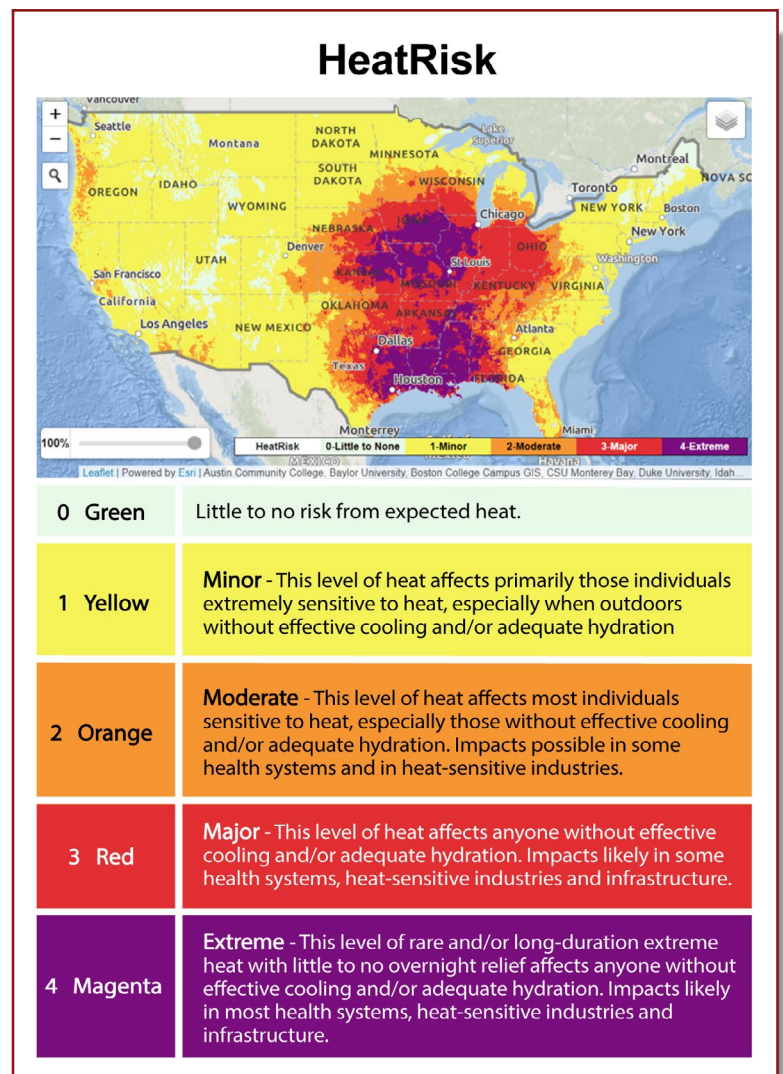 HeatRisk
Vancouver
+
Seattle
−
Lake
Superior
NORTH
DAKOTA
Montana
MINNESOTA
Montreal
SOUTH
DAKOTA
WISCONSIN
NOVA SC
OREGON
IDAHO
Toronto
WYOMING
NEW YORK
Boston
Chicago
IOWA
NEBRASKA
New York
Denver
OHIO
UTAH
St Louis
Washington
San Francisco
KANSAS
MISSOURI
KENTUCKY
VIRGINIA
California
OKLAHOMA
ARKANSAS
Los Angeles
NEW MEXICO
Atlanta
Dallas
GEORGIA
Texas
Houston
FLORIDA
Monterrey
Miami
100%
HeatRisk 0-Little to None 1-Minor 2-Moderate 3-Major 4-Extreme
MÉXICO
Havana
Leaflet | Powered by Esri | Austin Community College, Baylor University, Boston College Campus GIS, CSU Monterey Bay, Duke University, Idah...
0 Green
Little to no risk from expected heat.
1 Yellow
Minor - This level of heat affects primarily those individuals
extremely sensitive to heat, especially when outdoors
without effective cooling and/or adequate hydration
2 Orange
Moderate - This level of heat affects most individuals
sensitive to heat, especially those without effective cooling
and/or adequate hydration. Impacts possible in some
health systems and in heat-sensitive industries.
3 Red
Major - This level of heat affects anyone without effective
cooling and/or adequate hydration. Impacts likely in some
health systems, heat-sensitive industries and infrastructure.
4 Magenta
Extreme - This level of rare and/or long-duration extreme
heat with little to no overnight relief affects anyone without
effective cooling and/or adequate hydration. Impacts likely
in most health systems, heat-sensitive industries and
infrastructure.